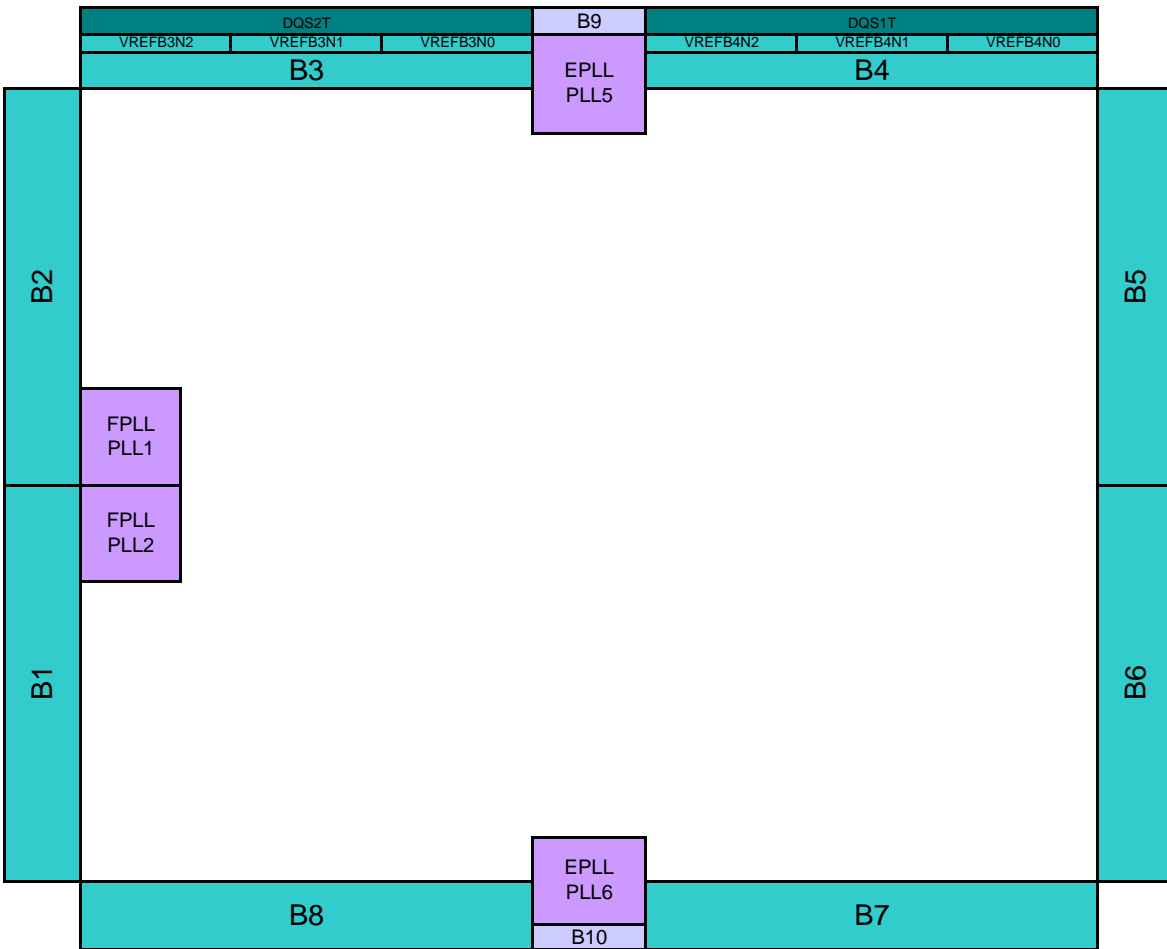 DQS2T
B9
DQS1T
VREFB3N2
VREFB3N1
VREFB3N0
VREFB4N2
VREFB4N1
VREFB4N0
B3
EPLL
PLL5
B4
B2
B5
FPLL
PLL1
FPLL
PLL2
B1
B6
EPLL
PLL6
B8
B7
B10